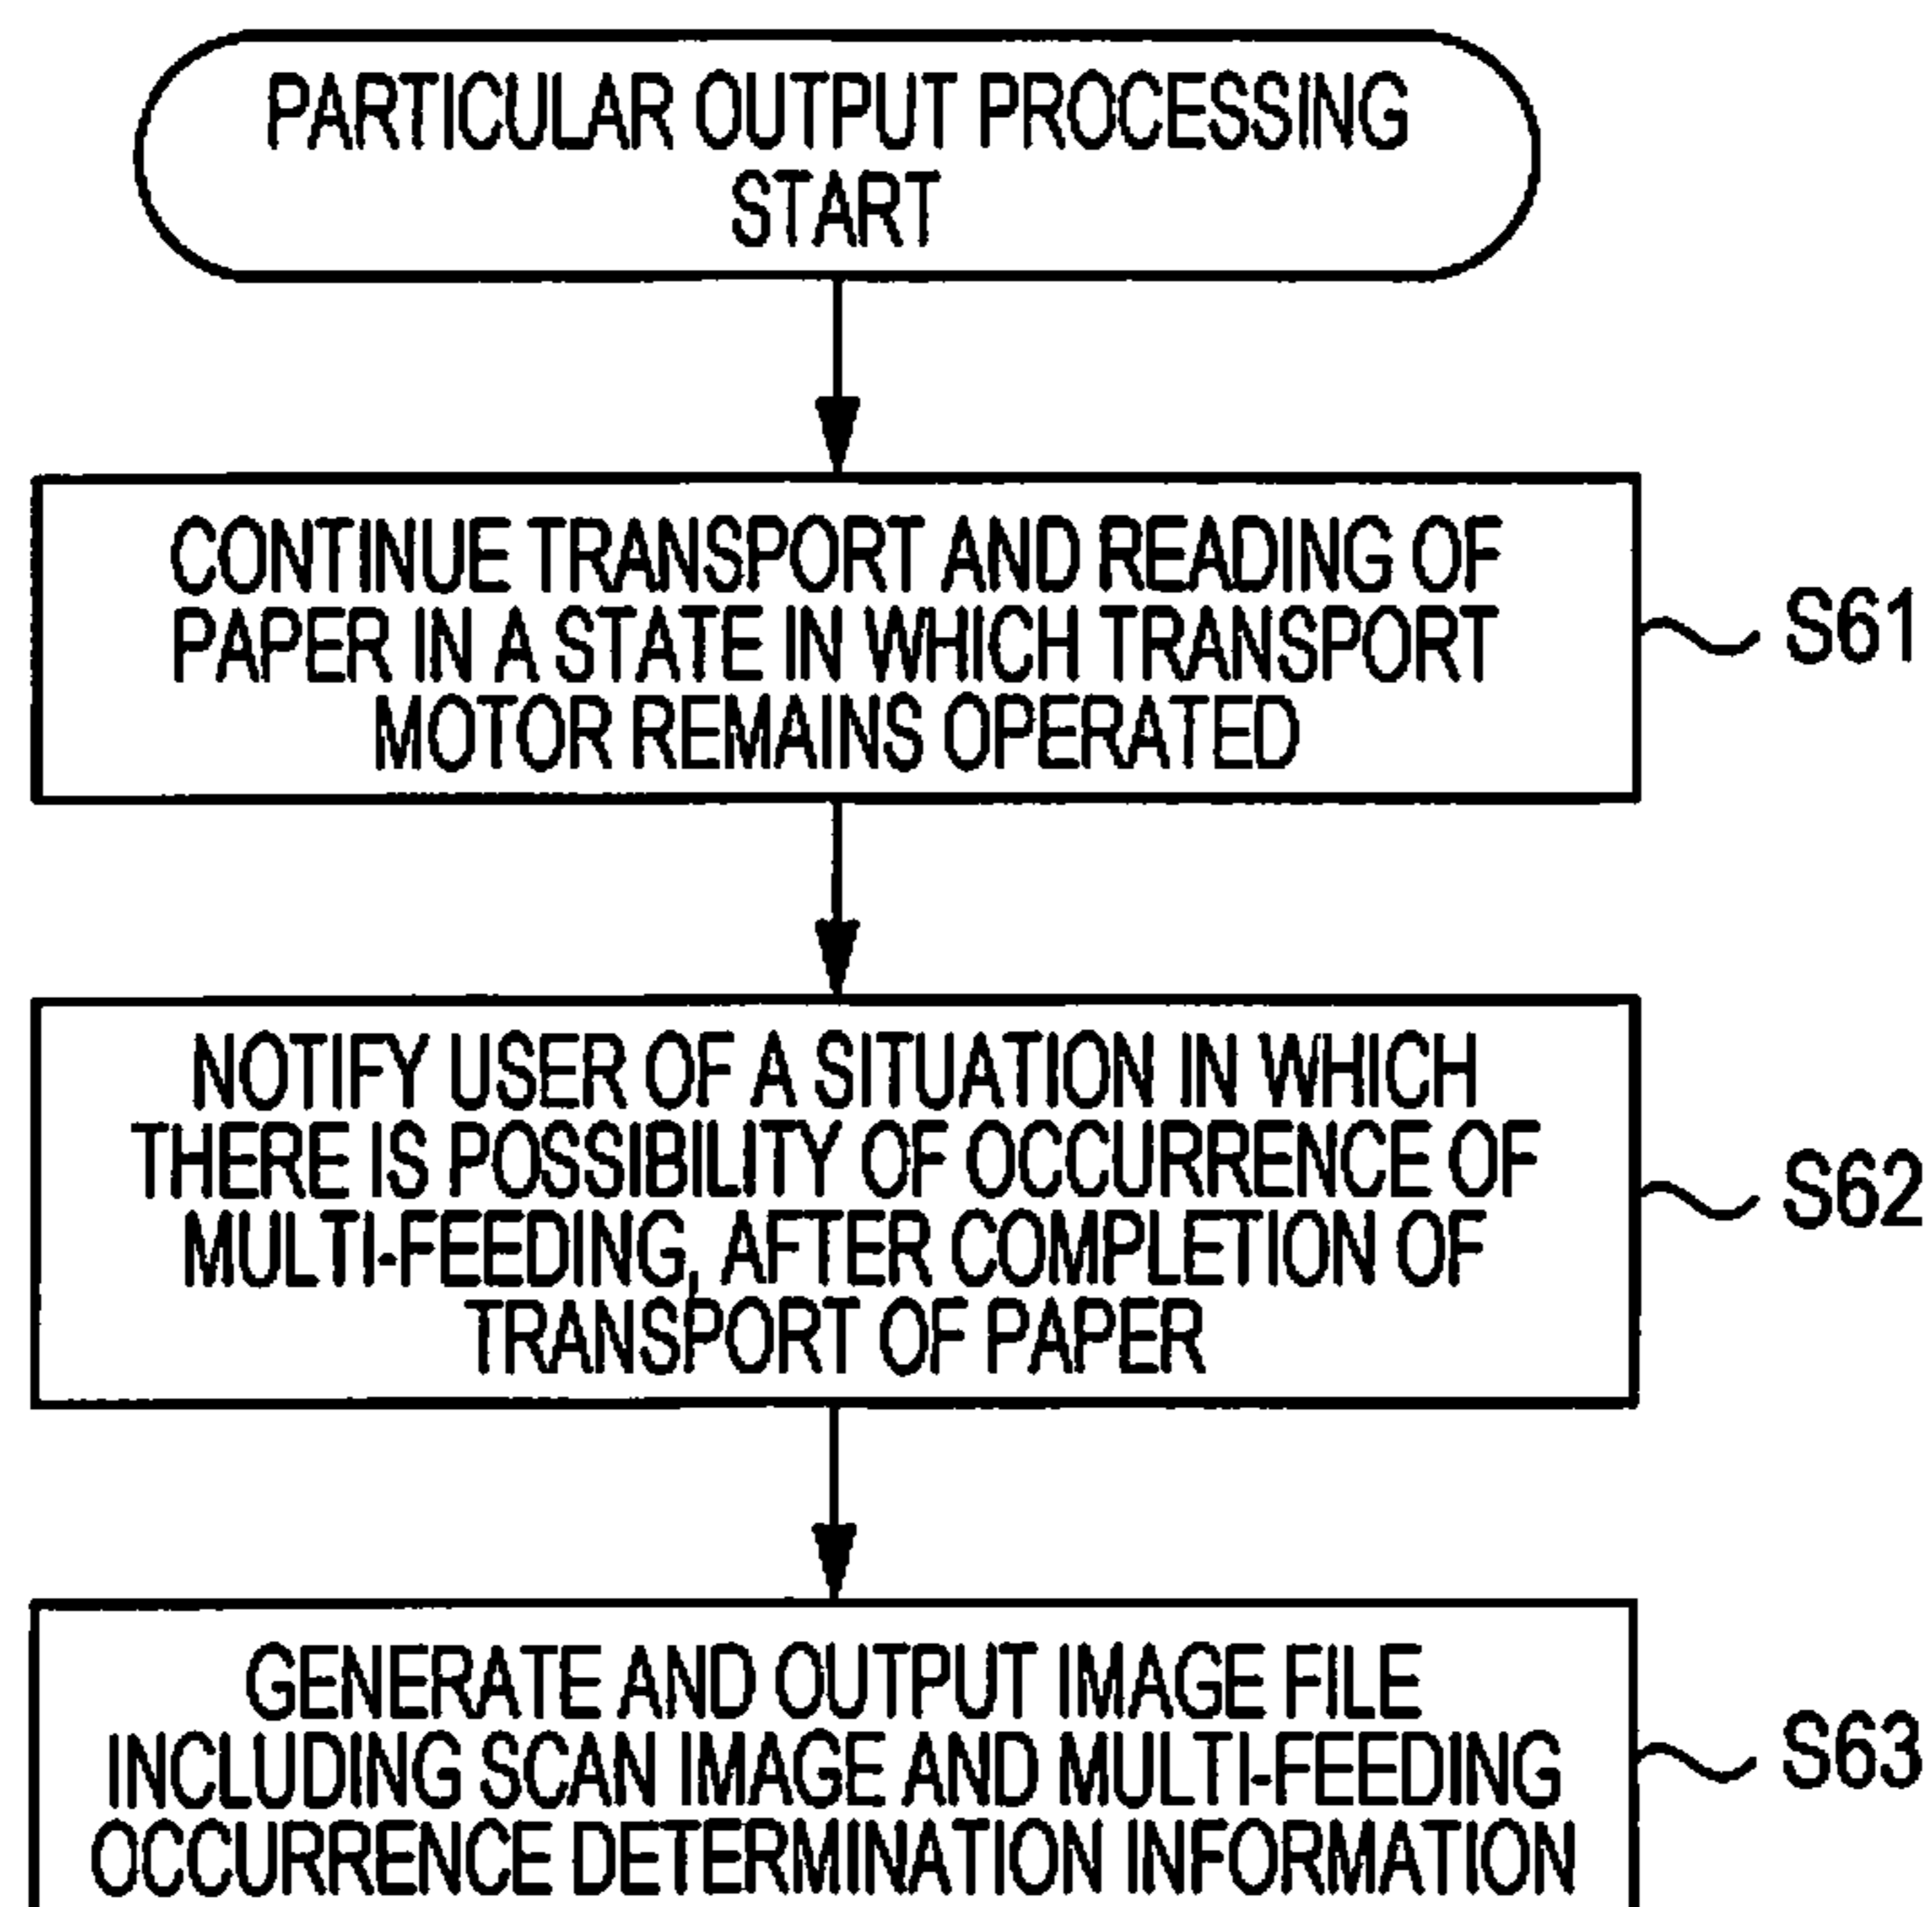 PARTICULAR OUTPUT PROCESSING
START
CONTINUE TRANSPORT AND READING OF
PAPER IN A STATE IN WHICH TRANSPORT
MOTOR REMAINS OPERATED
S61
NOTIFY USER OF A SITUATION IN WHICH
THERE IS POSSIBILITY OF OCCURRENCE OF
MULTI-FEEDING, AFTER COMPLETION OF
TRANSPORT OF PAPER
S62
GENERATE AND OUTPUT IMAGE FILE
INCLUDING SCAN IMAGE AND MULTI-FEEDING
OCCURRENCE DETERMINATION INFORMATION
S63